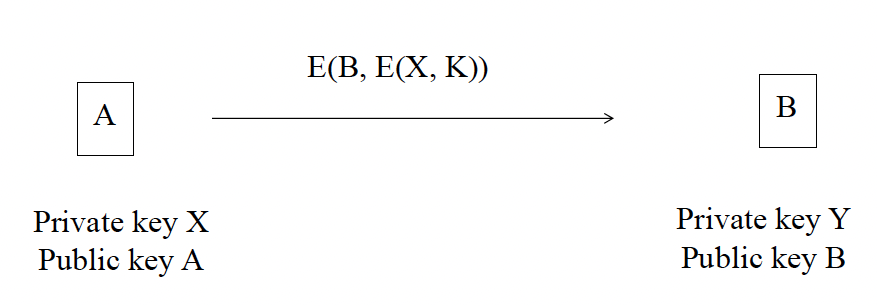 E(B, E(X, K))
A
B
Private key X
Public key A
Private key Y
Public key B